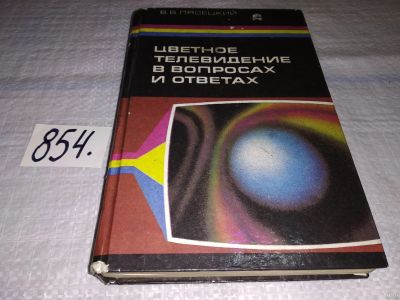 В.В.ПЯСЕЦКИЙ
ЦВЕТНОЕ
ТЕЛЕВИДЕНИЕ
В ВОПРОСАХ
И ОТВЕТАХ
854.